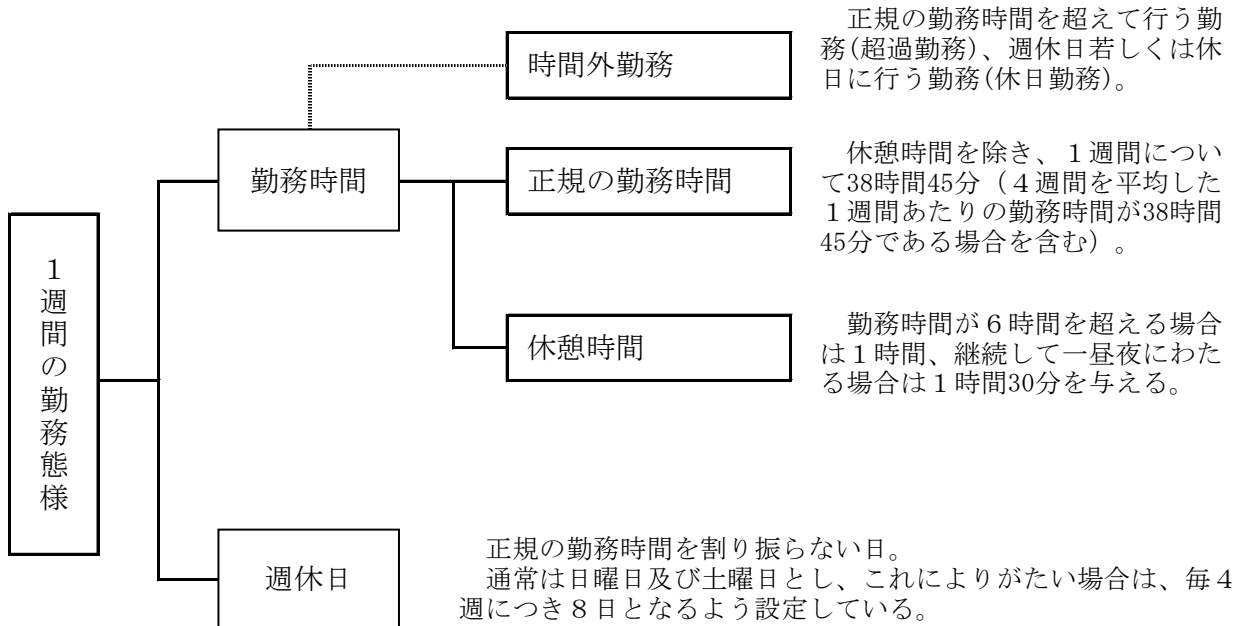 正規の勤務時間を超えて行う勤
務(超過勤務)、週休日若しくは休
日に行う勤務(休日勤務)。
時間外勤務
勤務時間
正規の勤務時間
休憩時間を除き、１週間につい
て38時間45分（４週間を平均した
１週間あたりの勤務時間が38時間
45分である場合を含む）。
１週間の勤務態様
休憩時間
勤務時間が６時間を超える場合
は１時間、継続して一昼夜にわた
る場合は１時間30分を与える。
週休日
正規の勤務時間を割り振らない日。
通常は日曜日及び土曜日とし、これによりがたい場合は、毎４
週につき８日となるよう設定している。